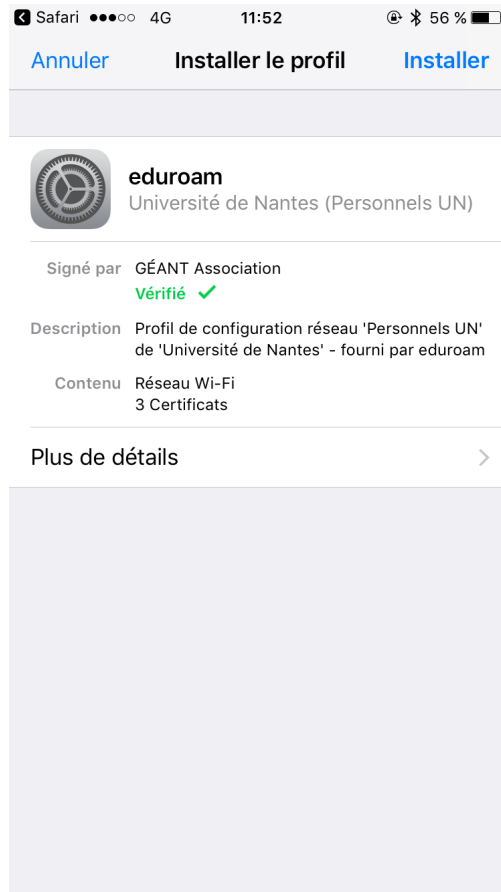 Safari 4G 11:52 56 %
Annuler Installer le profil Installer
eduroam
Université de Nantes (Personnels UN)
Signé par GÉANT Association
Vérifié
Description Profil de configuration réseau 'Personnels UN'
de 'Université de Nantes' - fourni par eduroam
Contenu Réseau Wi-Fi
3 Certificats
Plus de détails